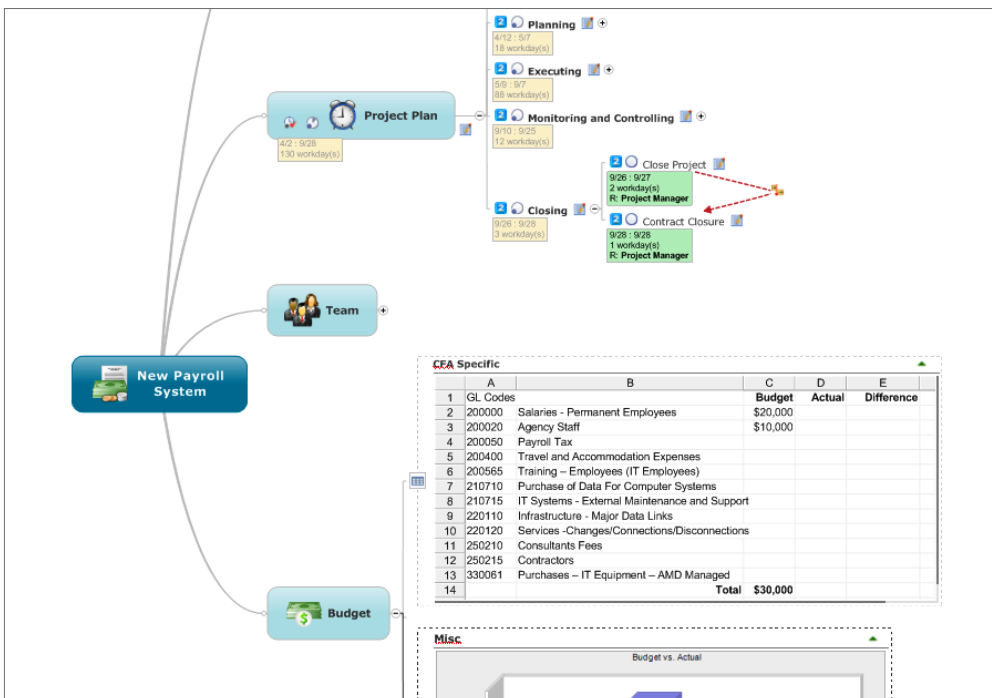 2 Planning
4/12 : 5/7
18 workday(s)
2 Executing
5/9 : 9/7
88 workday(s)
Project Plan
4/2 : 9/28
130 workday(s)
2 Monitoring and Controlling
9/10 : 9/25
12 workday(s)
2 Closing
9/26 : 9/28
3 workday(s)
2 Close Project
9/26 : 9/27
2 workday(s)
R: Project Manager
2 Contract Closure
9/28 : 9/28
1 workday(s)
R: Project Manager
Team
New Payroll
System
Budget
CFA Specific
A B C D E
1 GL Codes Budget Actual Difference
2 200000 Salaries - Permanent Employees $20,000
3 200020 Agency Staff $10,000
4 200050 Payroll Tax
5 200400 Travel and Accommodation Expenses
6 200565 Training – Employees (IT Employees)
7 210710 Purchase of Data For Computer Systems
8 210715 IT Systems - External Maintenance and Support
9 220110 Infrastructure - Major Data Links
10 220120 Services -Changes/Connections/Disconnections
11 250210 Consultants Fees
12 250215 Contractors
13 330061 Purchases – IT Equipment – AMD Managed
14 Total $30,000
Misc
Budget vs. Actual